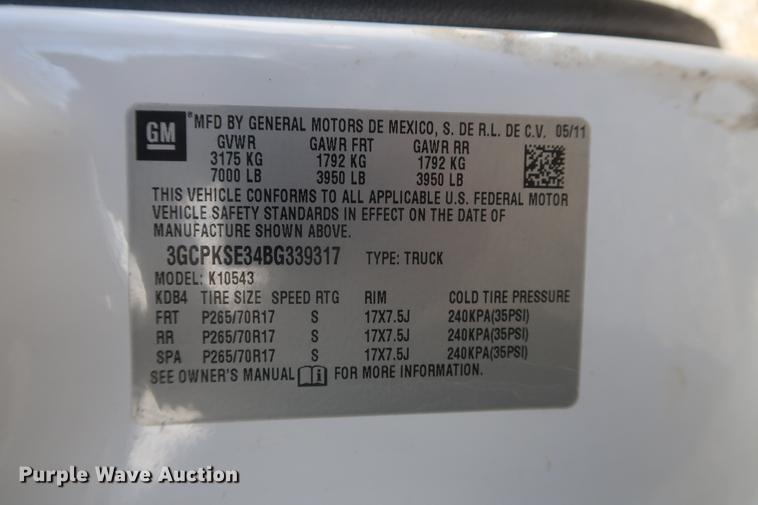 GM ® MFD BY GENERAL MOTORS DE MEXICO, S. DE R.L. DE C.V. 05/11
GVWR GAWR FRT GAWR RR
3175 KG 1792 KG 1792 KG
7000 LB 3950 LB 3950 LB
THIS VEHICLE CONFORMS TO ALL APPLICABLE U.S. FEDERAL MOTOR
VEHICLE SAFETY STANDARDS IN EFFECT ON THE DATE OF
MANUFACTURE SHOWN ABOVE.
3GCPKSE34BG339317 TYPE: TRUCK
MODEL: K10543
KDB4 TIRE SIZE SPEED RTG RIM COLD TIRE PRESSURE
FRT P265/70R17 S 17X7.5J 240KPA(35PSI)
RR P265/70R17 S 17X7.5J 240KPA(35PSI)
SPA P265/70R17 S 17X7.5J 240KPA(35PSI)
SEE OWNER'S MANUAL FOR MORE INFORMATION.
Purple Wave Auction